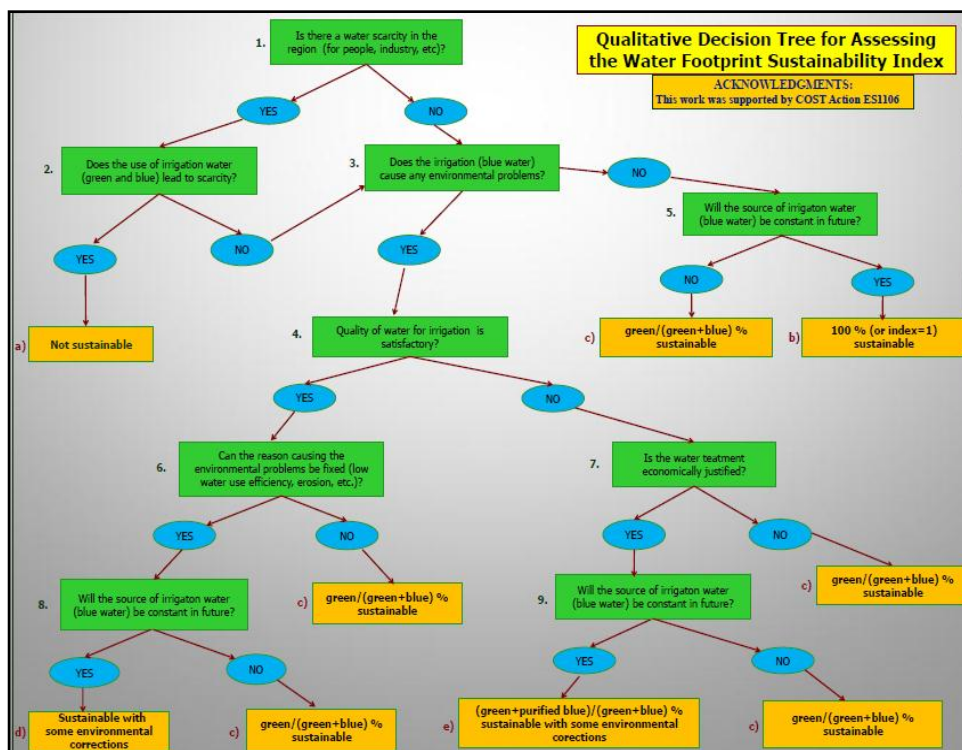 Qualitative Decision Tree for Assessing
the Water Footprint Sustainability Index
ACKNOWLEDGMENTS:
This work was supported by COST Action ES1106
1.
Is there a water scarcity in the
region (for people, industry, etc)?
YES
NO
2.
Does the use of irrigation water
(green and blue) lead to scarcity?
3.
Does the irrigation (blue water)
cause any environmental problems?
NO
5.
Will the source of irrigaton water
(blue water) be constant in future?
YES
NO
YES
NO
YES
a)
Not sustainable
4.
Quality of water for irrigation is
satisfactory?
c)
green/(green+blue) %
sustainable
b)
100 % (or index=1)
sustainable
YES
NO
6.
Can the reason causing the
environmental problems be fixed (low
water use efficiency, erosion, etc.)?
7.
Is the water teatment
economically justified?
YES
NO
YES
NO
8.
Will the source of irrigaton water
(blue water) be constant in future?
c)
green/(green+blue) %
sustainable
9.
Will the source of irrigaton water
(blue water) be constant in future?
c)
green/(green+blue) %
sustainable
YES
NO
YES
NO
d)
Sustainable with
some environmental
corrections
c)
green/(green+blue) %
sustainable
e)
(green+purified blue)/(green+blue) %
sustainable with some environmental
corections
c)
green/(green+blue) %
sustainable